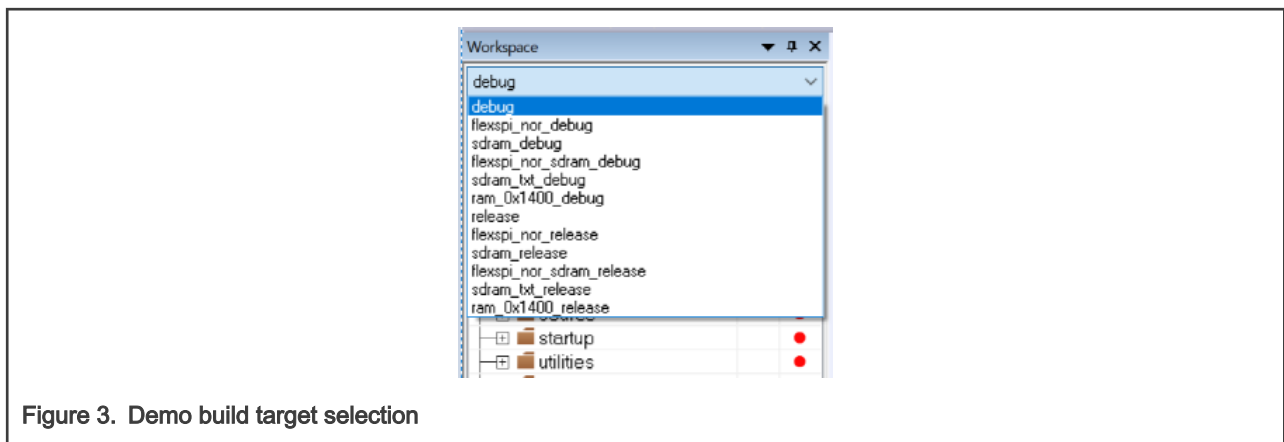 Workspace
debug
debug
flexspi_nor_debug
sdram_debug
flexspi_nor_sdram_debug
sdram_txt_debug
ram_0x1400_debug
release
flexspi_nor_release
sdram_release
flexspi_nor_sdram_release
sdram_txt_release
ram_0x1400_release
startup
utilities
Figure 3. Demo build target selection